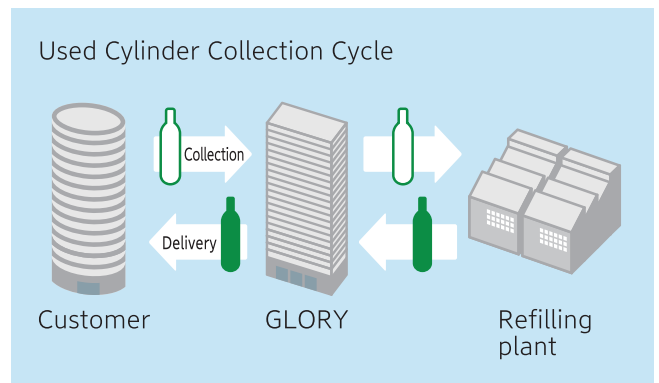 Used Cylinder Collection Cycle
Collection
Delivery
Customer
GLORY
Refilling
plant